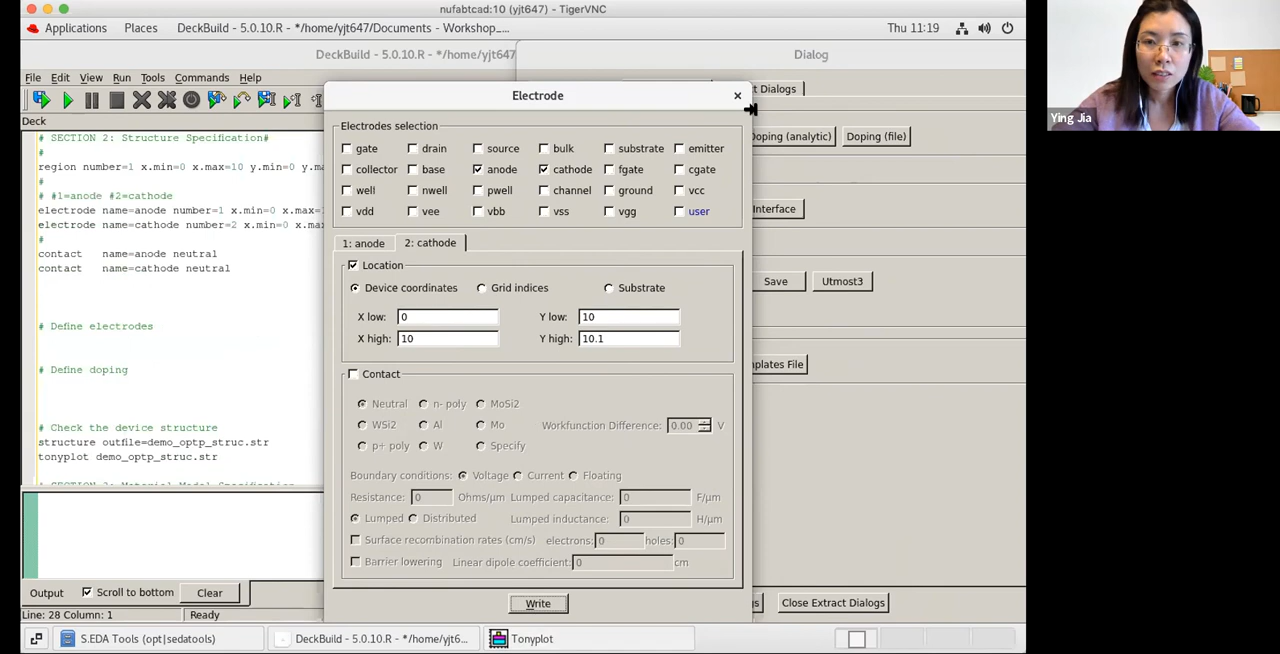 nufabtcad:10 (yjt647) - TigerVNC
Applications Places DeckBuild - 5.0.10.R - */home/yjt647/Documents - Workshop_... Thu 11:19
DeckBuild - 5.0.10.R - */home/yjt647 Dialog
File Edit View Run Tools Commands Help
Electrode
ct Dialogs
Deck
Electrodes selection
Doping (analytic) Doping (file)
gate drain source bulk substrate emitter
collector base anode cathode fgate cgate
well nwell pwell channel ground vcc
vdd vee vbb vss vgg user
Interface
# SECTION 2: Structure Specification#
#
region number=1 x.min=0 x.max=10 y.min=0 y.ma
#
# #1=anode #2=cathode
electrode name=anode number=1 x.min=0 x.max=
electrode name=cathode number=2 x.min=0 x.ma
#
contact name=anode neutral
contact name=cathode neutral
# Define electrodes
# Define doping
# Check the device structure
structure outfile=demo_optp_struc.str
tonyplot demo_optp_struc.str
1: anode 2: cathode
Location
Device coordinates Grid indices Substrate
X low: 0 Y low: 10
X high: 10 Y high: 10.1
Save Utmost3
mplates File
Contact
Neutral n- poly MoSi2
WSi2 Al Mo Workfunction Difference: 0.00 V
p+ poly W Specify
Boundary conditions: Voltage Current Floating
Resistance: 0 Ohms/μm Lumped capacitance: 0 F/μm
Lumped Distributed Lumped inductance: 0 H/μm
Surface recombination rates (cm/s) electrons: 0 holes: 0
Barrier lowering Linear dipole coefficient: 0 cm
Write
Close Extract Dialogs
Output Scroll to bottom Clear
Line: 28 Column: 1 Ready
S.EDA Tools (opt|sedatools) DeckBuild - 5.0.10.R - */home/yjt6... Tonyplot
Ying Jia